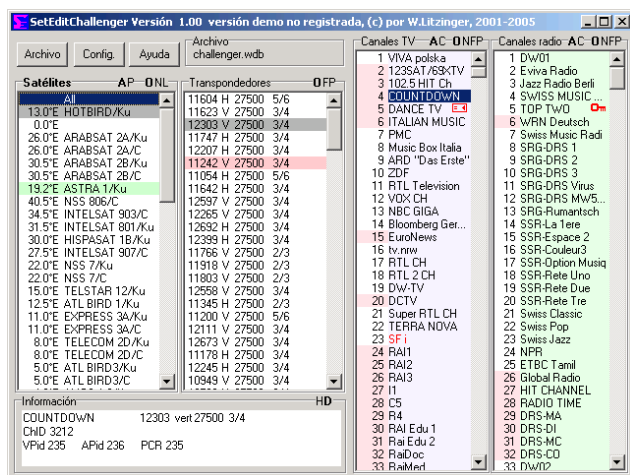 SetEditChallenger Versión 1.00 versión demo no registrada, (c) por W.Litzinger, 2001-2005
Archivo
Config.
Ayuda
Archivo
challenger.wdb
Satélites AP ONL
All
13.0°E HOTBIRD/Ku
0.0°E
26.0°E ARABSAT 2A/Ku
26.0°E ARABSAT 2A/C
30.5°E ARABSAT 2B/Ku
30.5°E ARABSAT 2B/C
19.2°E ASTRA 1/Ku
40.5°E NSS 806/C
34.5°E INTELSAT 903/C
31.5°E INTELSAT 801/Ku
30.0°E HISPASAT 1B/Ku
27.5°E INTELSAT 907/C
22.0°E NSS 7/Ku
22.0°E NSS 7/C
15.0°E TELSTAR 12/Ku
12.5°E ATL BIRD 1/Ku
11.0°E EXPRESS 3A/Ku
11.0°E EXPRESS 3A/C
8.0°E TELECOM 2D/Ku
8.0°E TELECOM 2D/C
5.0°E ATL BIRD3/Ku
5.0°E ATL BIRD3/C
Transpondedores OFP
11604 H 27500 5/6
11623 V 27500 3/4
12303 V 27500 3/4
11747 H 27500 3/4
12207 H 27500 3/4
11242 V 27500 3/4
11054 H 27500 5/6
11642 H 27500 3/4
12597 V 27500 3/4
12265 V 27500 3/4
12692 H 27500 3/4
12399 H 27500 3/4
11766 V 27500 2/3
11918 V 27500 2/3
11803 V 27500 2/3
12558 V 27500 3/4
11345 H 27500 2/3
11200 V 27500 5/6
12111 V 27500 3/4
12673 V 27500 3/4
11178 H 27500 3/4
12245 H 27500 3/4
10949 V 27500 3/4
Canales TV AC ONFP
1 VIVA polska
2 123SAT/69XTV
3 102.5 HIT Ch
4 COUNTDOWN
5 DANCE TV
6 ITALIAN MUSIC
7 PMC
8 Music Box Italia
9 ARD "Das Erste"
10 ZDF
11 RTL Television
12 VOX CH
13 NBC GIGA
14 Bloomberg Ger...
15 EuroNews
16 tv.nrw
17 RTL CH
18 RTL 2 CH
19 DW-TV
20 DCTV
21 Super RTL CH
22 TERRA NOVA
23 SF i
24 RAI1
25 RAI2
26 RAI3
27 I1
28 C5
29 R4
30 RAI Edu 1
31 Rai Edu 2
32 RaiDoc
33 RaiMed
Canales radio AC ONFP
1 DW01
2 Eviva Radio
3 Jazz Radio Berli
4 SWISS MUSIC ...
5 TOP TWO
6 WRN Deutsch
7 Swiss Music Radi
8 SRG-DRS 1
9 SRG-DRS 2
10 SRG-DRS 3
11 SRG-DRS Virus
12 SRG-DRS MW5...
13 SRG-Rumantsch
14 SSR-La 1ere
15 SSR-Espace 2
16 SSR-Couleur3
17 SSR-Option Musiq
18 SSR-Rete Uno
19 SSR-Rete Due
20 SSR-Rete Tre
21 Swiss Classic
22 Swiss Pop
23 Swiss Jazz
24 NPR
25 ETBC Tamil
26 Global Radio
27 HIT CHANNEL
28 RADIO TIME
29 DRS-MA
30 DRS-DI
31 DRS-MC
32 DRS-CO
33 DW02
Información HD
COUNTDOWN 12303 vert 27500 3/4
ChID 3212
VPid 235 APid 236 PCR 235